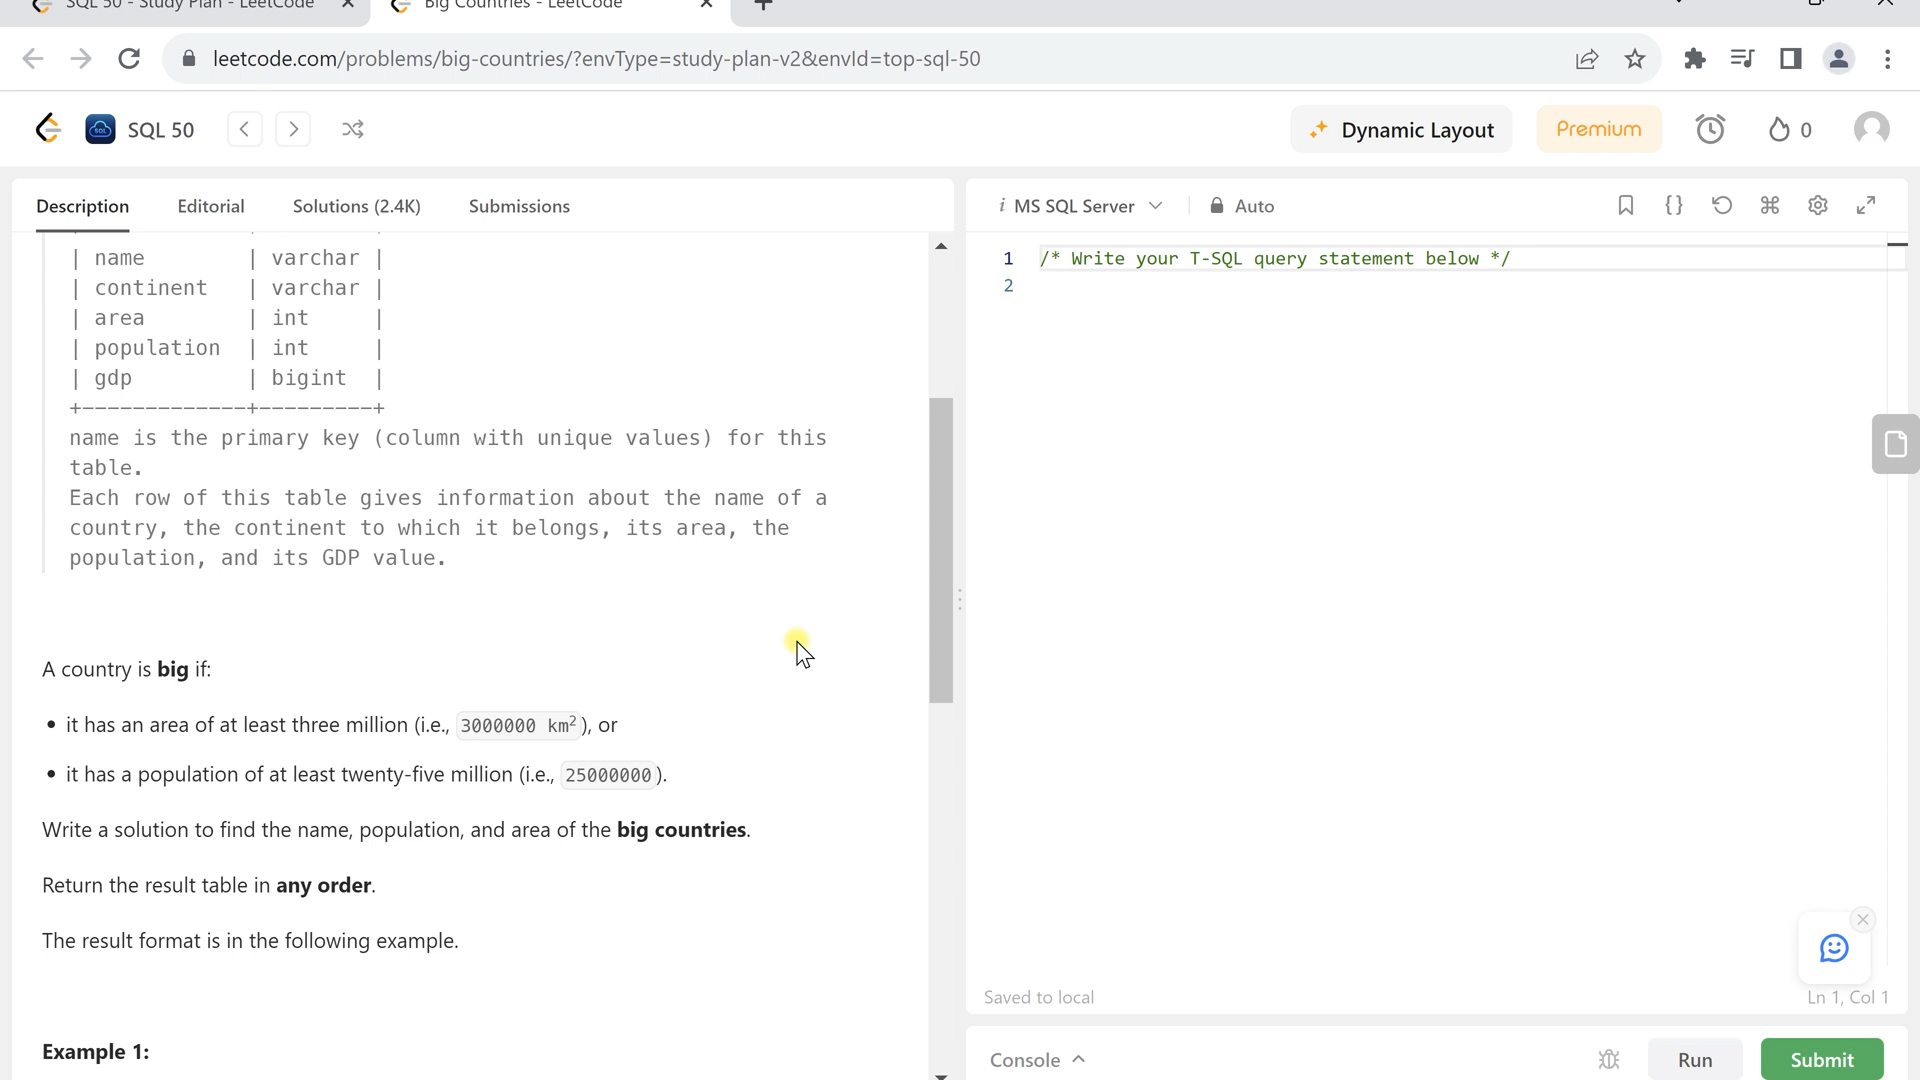 SQL 50 - Study Plan - LeetCode
Big Countries - LeetCode
leetcode.com/problems/big-countries/?envType=study-plan-v2&envId=top-sql-50
SQL 50
Dynamic Layout
Premium
0
Description
Editorial
Solutions (2.4K)
Submissions
| name | varchar |
| continent | varchar |
| area | int |
| population | int |
| gdp | bigint |
+-------------+---------+
name is the primary key (column with unique values) for this
table.
Each row of this table gives information about the name of a
country, the continent to which it belongs, its area, the
population, and its GDP value.
A country is big if:
• it has an area of at least three million (i.e., 3000000 km²), or
• it has a population of at least twenty-five million (i.e., 25000000).
Write a solution to find the name, population, and area of the big countries.
Return the result table in any order.
The result format is in the following example.
Example 1:
i MS SQL Server
Auto
1 /* Write your T-SQL query statement below */
2
Saved to local
Ln 1, Col 1
Console
Run
Submit